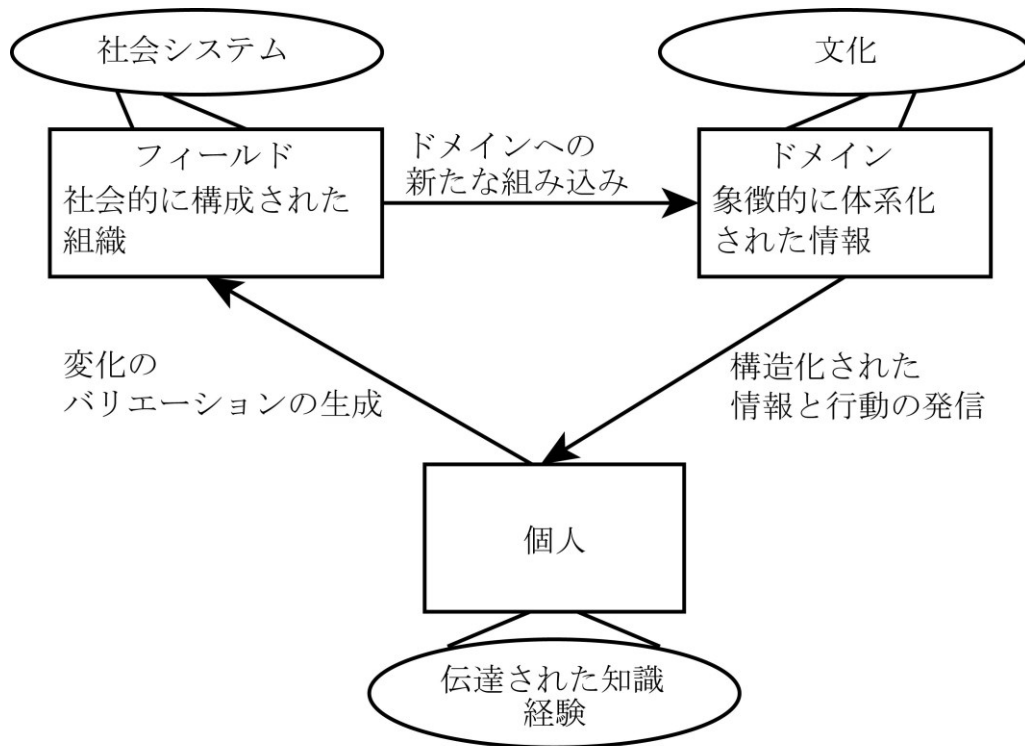 社会システム
文化
フィールド
社会的に構成された
組織
ドメインへの
新たな組み込み
ドメイン
象徴的に体系化
された情報
変化の
バリエーションの生成
構造化された
情報と行動の発信
個人
伝達された知識
経験